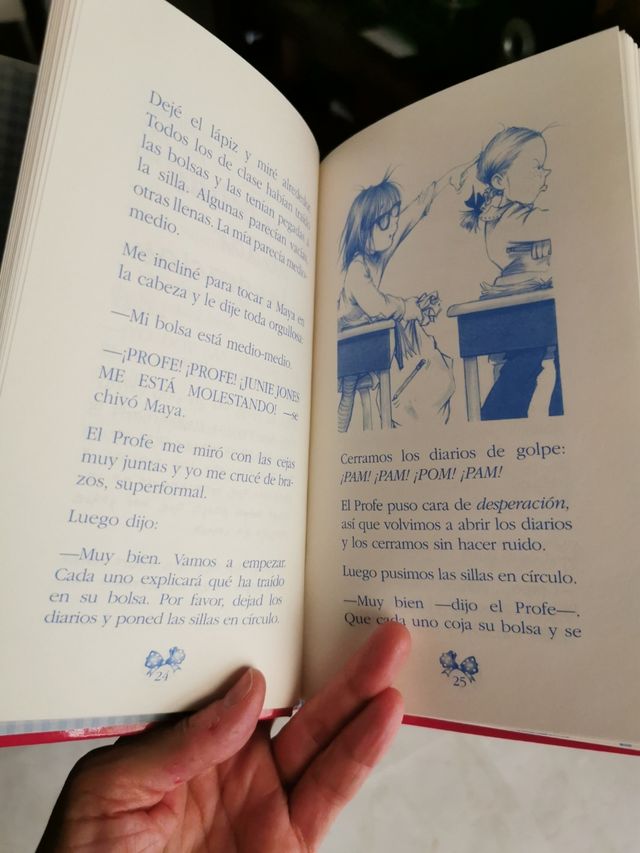 Dejé el lápiz y miré alrededor.
Todos los de clase habían traído
las bolsas y las tenían pegadas a
la silla. Algunas parecían vacías,
otras llenas. La mía parecía medio-
medio.
Me incliné para tocar a Maya en
la cabeza y le dije toda orgullosa:
—Mi bolsa está medio-medio.
—¡PROFE! ¡PROFE! ¡JUNIE JONES
ME ESTÁ MOLESTANDO! —se
chivó Maya.
El Profe me miró con las cejas
muy juntas y yo me crucé de bra-
zos, superformal.
Luego dijo:
—Muy bien. Vamos a empezar.
Cada uno explicará qué ha traído
en su bolsa. Por favor, dejad los
diarios y poned las sillas en círculo.
24
Cerramos los diarios de golpe:
¡PAM! ¡PAM! ¡POM! ¡PAM!
El Profe puso cara de desperación,
así que volvimos a abrir los diarios
y los cerramos sin hacer ruido.
Luego pusimos las sillas en círculo.
—Muy bien —dijo el Profe—.
Que cada uno coja su bolsa y se
25